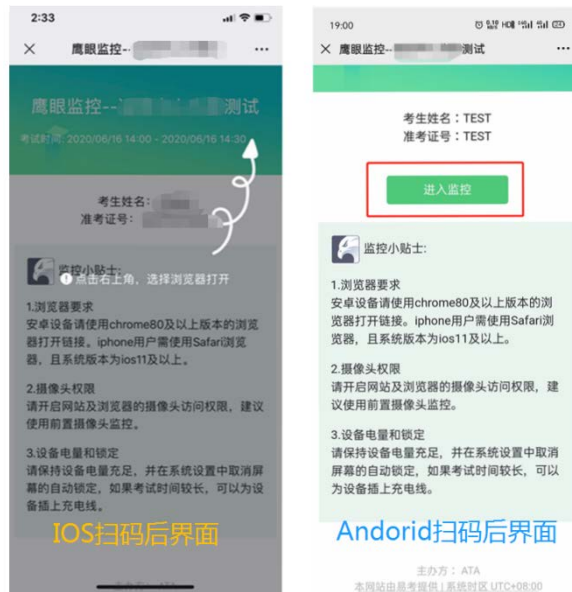 2:33
鹰眼监控--
鹰眼监控-- 测试
考试时间: 2020/06/16 14:00 - 2020/06/16 14:30
考生姓名:
准考证号:
监控小贴士:
点击右上角，选择浏览器打开
1.浏览器要求
安卓设备请使用chrome80及以上版本的浏览
器打开链接。iphone用户需使用Safari浏览
器，且系统版本为ios11及以上。
2.摄像头权限
请开启网站及浏览器的摄像头访问权限，建议
使用前置摄像头监控。
3.设备电量和锁定
请保持设备电量充足，并在系统设置中取消屏
幕的自动锁定，如果考试时间较长，可以为设
备插上充电线。
IOS扫码后界面
19:00
鹰眼监控-- 测试
考生姓名：TEST
准考证号：TEST
进入监控
监控小贴士:
1.浏览器要求
安卓设备请使用chrome80及以上版本的浏
览器打开链接。iphone用户需使用Safari浏
览器，且系统版本为ios11及以上。
2.摄像头权限
请开启网站及浏览器的摄像头访问权限，建
议使用前置摄像头监控。
3.设备电量和锁定
请保持设备电量充足，并在系统设置中取消
屏幕的自动锁定，如果考试时间较长，可以
为设备插上充电线。
Andorid扫码后界面
主办方：ATA
本网站由易考提供 | 系统时区 UTC+08:00